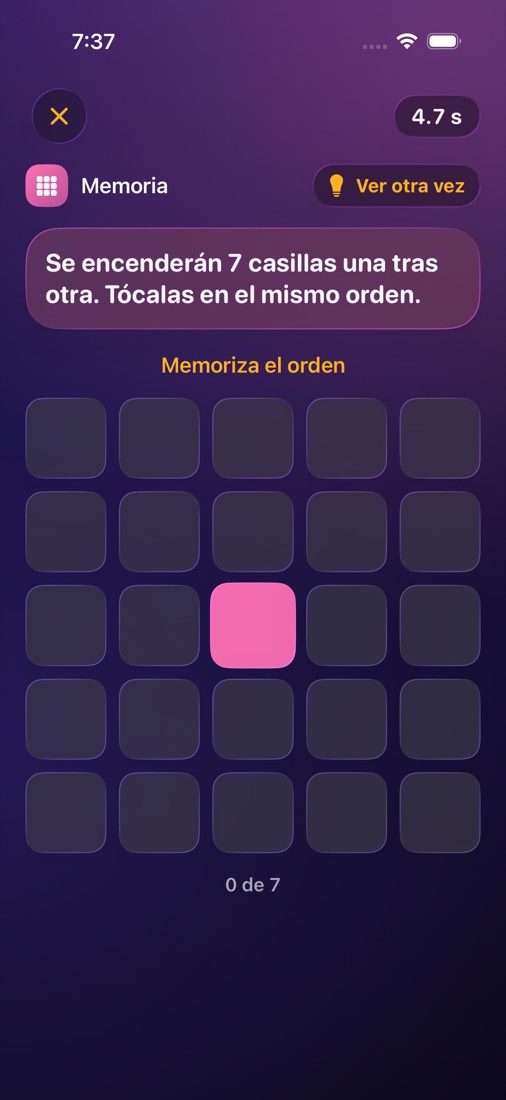 7:37
4.7 s
Memoria
Ver otra vez
Se encenderán 7 casillas una tras
otra. Tócalas en el mismo orden.
Memoriza el orden
0 de 7